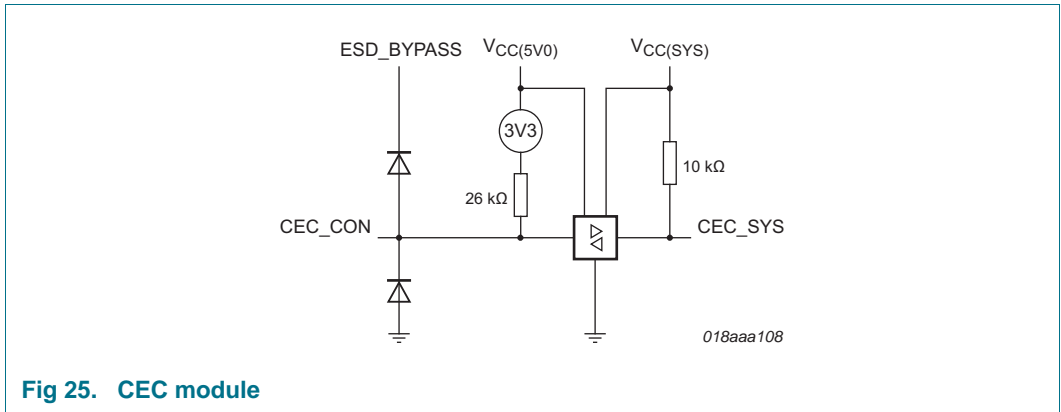 ESD_BYPASS VCC(5V0) VCC(SYS)
3V3
10 kΩ
26 kΩ
CEC_CON CEC_SYS
018aaa108
Fig 25. CEC module